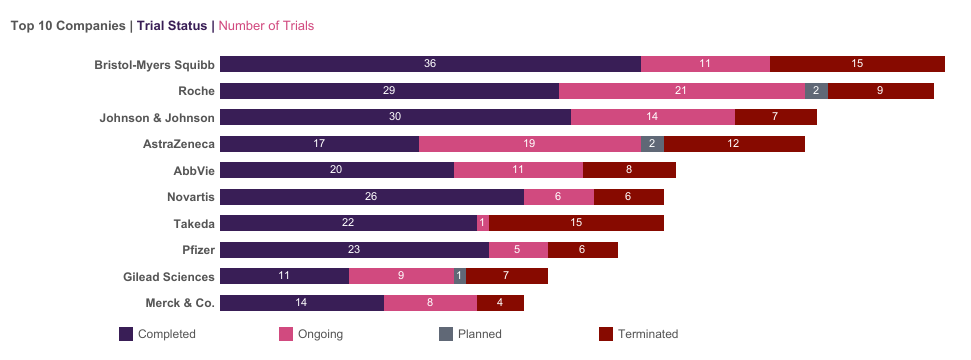 Top 10 Companies | Trial Status | Number of Trials
Bristol-Myers Squibb 36 11 15
Roche 29 21 2 9
Johnson & Johnson 30 14 7
AstraZeneca 17 19 2 12
AbbVie 20 11 8
Novartis 26 6 6
Takeda 22 1 15
Pfizer 23 5 6
Gilead Sciences 11 9 1 7
Merck & Co. 14 8 4
Completed Ongoing Planned Terminated